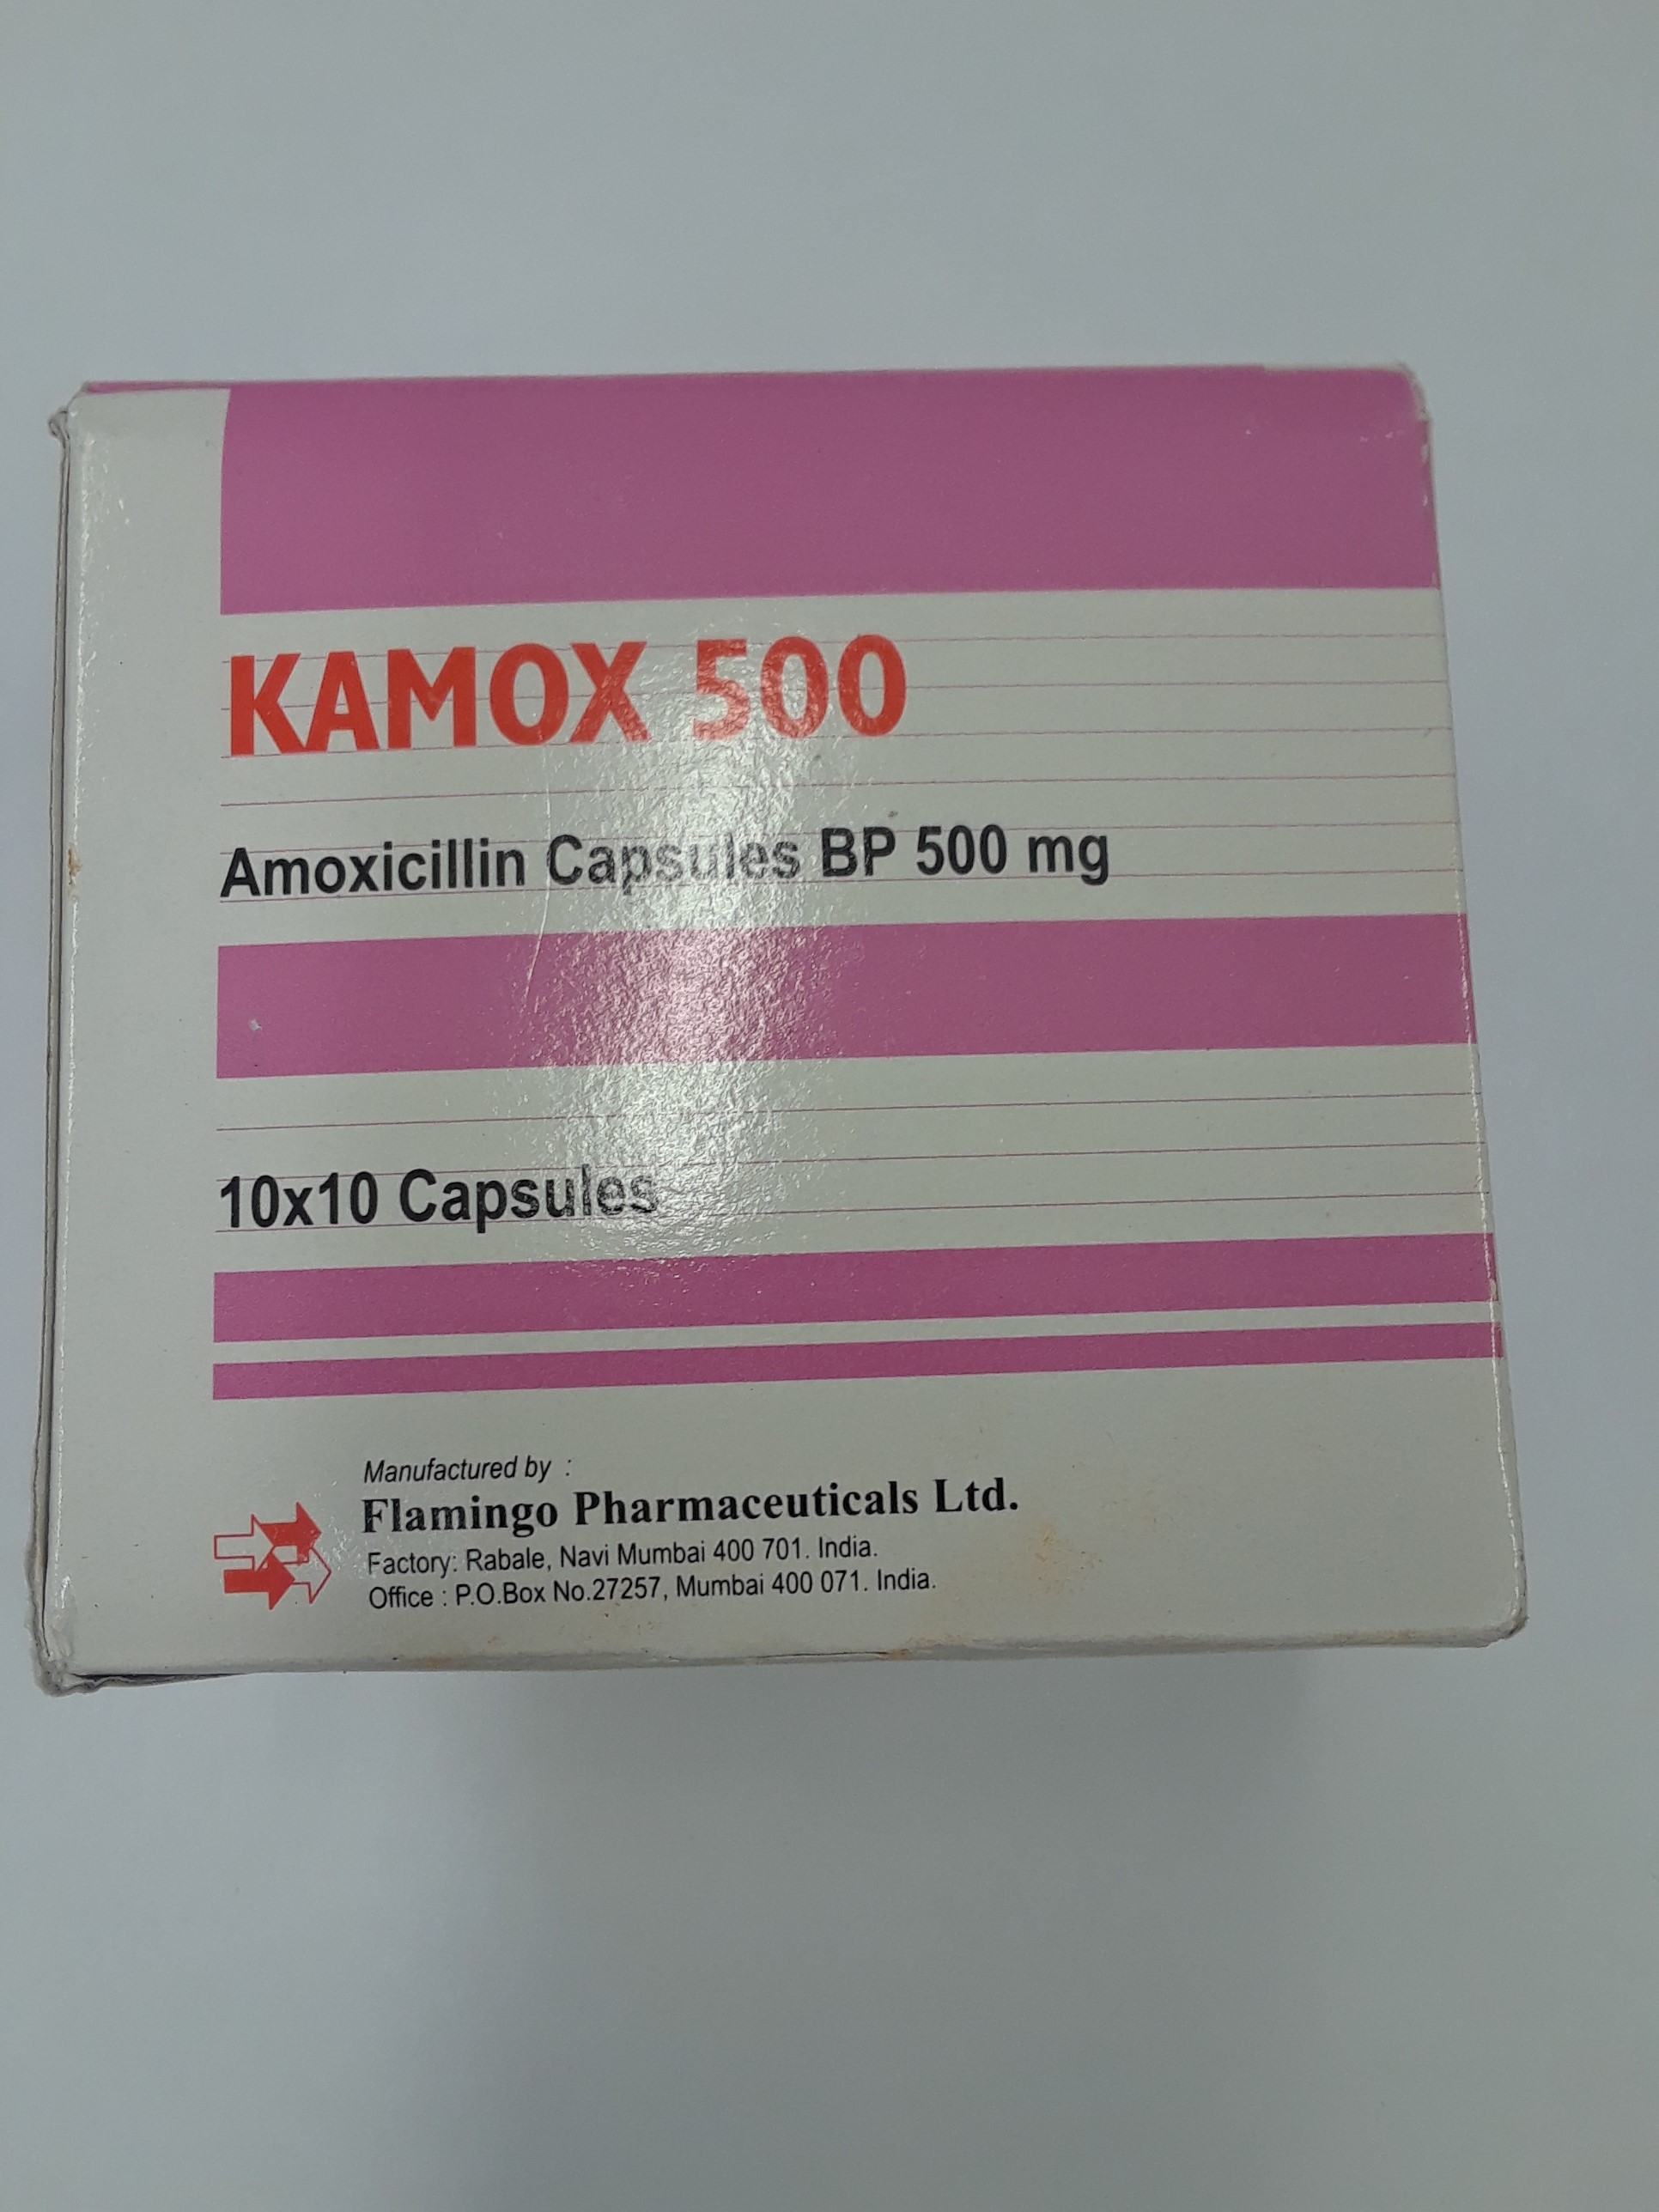 KAMOX 500
Amoxicillin Capsules BP 500 mg
10x10 Capsules
Manufactured by :
Flamingo Pharmaceuticals Ltd.
Factory: Rabale, Navi Mumbai 400 701. India.
Office : P.O.Box No.27257, Mumbai 400 071. India.